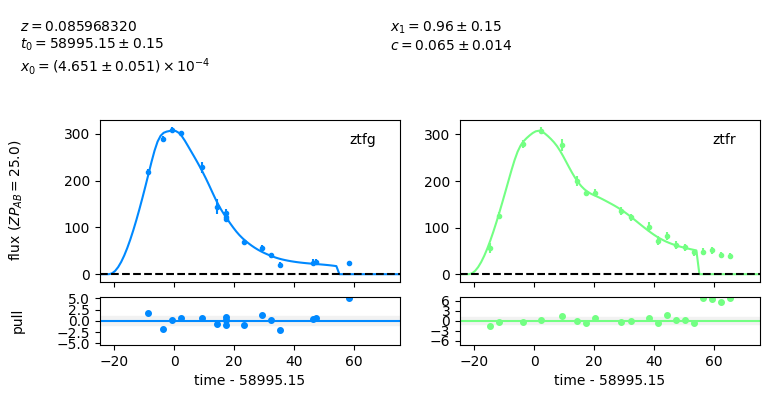 z = 0.085968320
t₀ = 58995.15 ± 0.15
x₀ = (4.651 ± 0.051) × 10⁻⁴
x₁ = 0.96 ± 0.15
c = 0.065 ± 0.014
flux (ZP_AB = 25.0)
300
200
100
0
ztfg
300
200
100
0
ztfr
pull
5.0
2.5
0.0
−2.5
−5.0
−20 0 20 40 60
time - 58995.15
6
3
0
−3
−6
−20 0 20 40 60
time - 58995.15